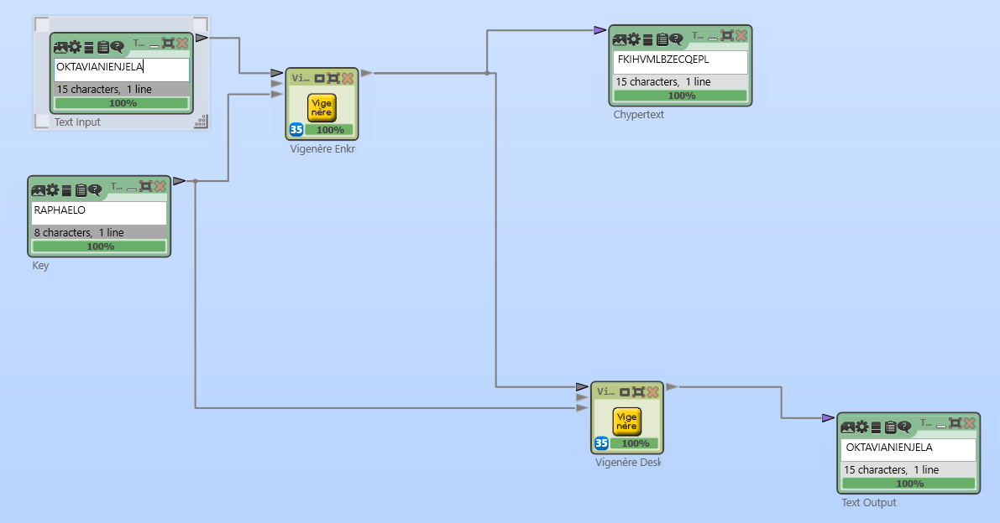 T...
OKTAVIANIENJELA
15 characters, 1 line
100%
Text Input
Vi...
Vige
nère
35
100%
Vigenère Enkr
T...
FKIHVMLBZECQEPL
15 characters, 1 line
100%
Chypertext
T...
RAPHAELO
8 characters, 1 line
100%
Key
Vi...
Vige
nère
35
100%
Vigenère Desk
T...
OKTAVIANIENJELA
15 characters, 1 line
100%
Text Output